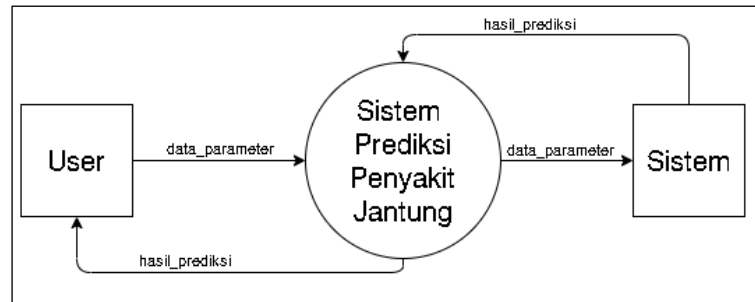 hasil_prediksi
User
data_parameter
Sistem
Prediksi
Penyakit
Jantung
data_parameter
Sistem
hasil_prediksi